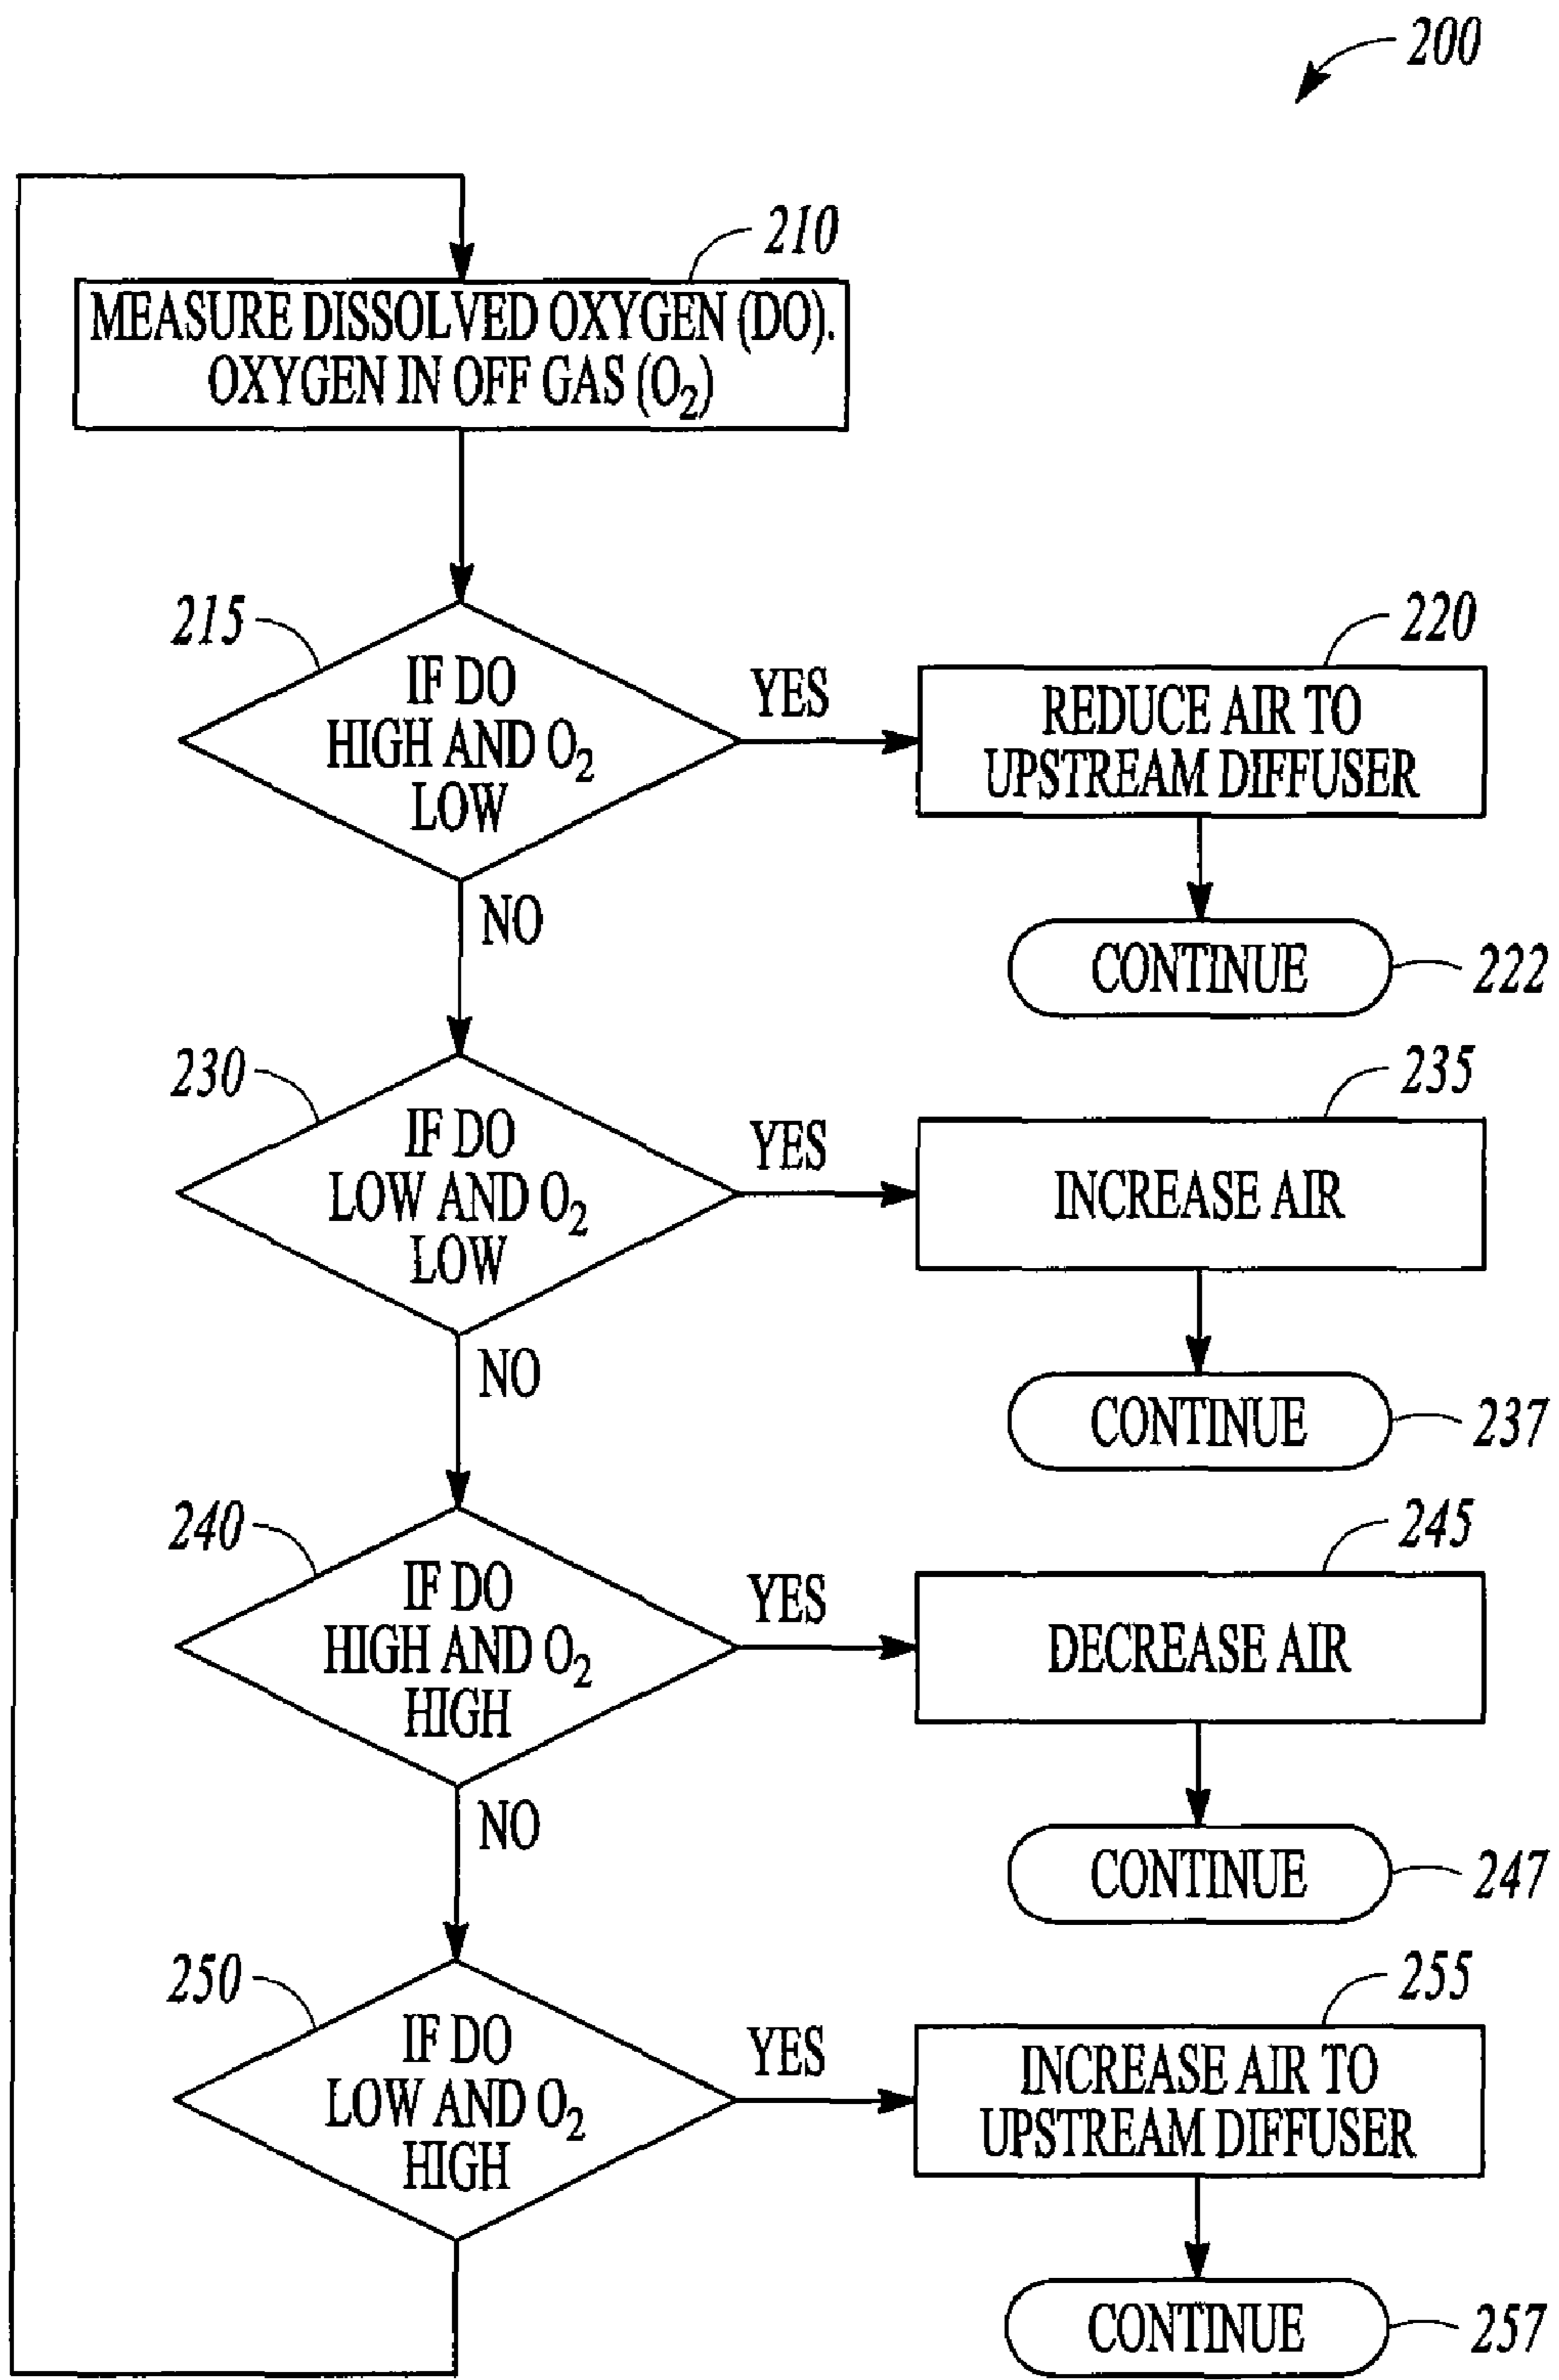 200
210
MEASURE DISSOLVED OXYGEN (DO).
OXYGEN IN OFF GAS (O2)
215
IF DO
HIGH AND O2
LOW
YES
220
REDUCE AIR TO
UPSTREAM DIFFUSER
NO
CONTINUE
222
230
IF DO
LOW AND O2
LOW
YES
235
INCREASE AIR
NO
CONTINUE
237
240
IF DO
HIGH AND O2
HIGH
YES
245
DECREASE AIR
NO
CONTINUE
247
250
IF DO
LOW AND O2
HIGH
YES
255
INCREASE AIR TO
UPSTREAM DIFFUSER
CONTINUE
257